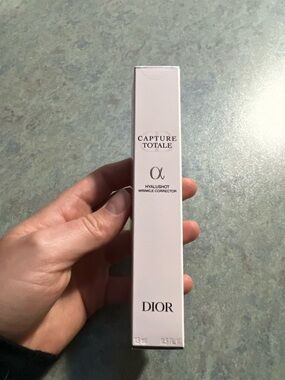 CAPTURE
TOTALE
α
HYALUSHOT
WRINKLE CORRECTOR
DIOR